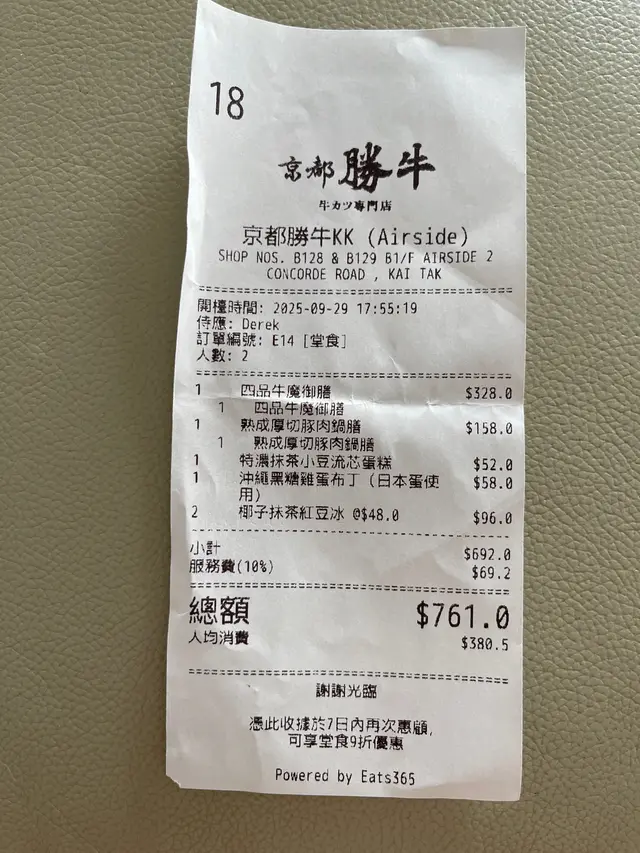 18
京都 勝牛
牛カツ専門店
京都勝牛KK (Airside)
SHOP NOS. B128 & B129 B1/F AIRSIDE 2
CONCORDE ROAD , KAI TAK
開檯時間: 2025-09-29 17:55:19
侍應: Derek
訂單編號: E14 [堂食]
人數: 2
1 四品牛魔御膳 $328.0
1 四品牛魔御膳
1 熟成厚切豚肉鍋膳 $158.0
1 熟成厚切豚肉鍋膳
1 特濃抹茶小豆流芯蛋糕 $52.0
1 沖繩黑糖雞蛋布丁（日本蛋使 $58.0
用）
2 椰子抹茶紅豆冰 @$48.0 $96.0
小計 $692.0
服務費(10%) $69.2
總額 $761.0
人均消費 $380.5
謝謝光臨
憑此收據於7日內再次惠顧,
可享堂食9折優惠
Powered by Eats365